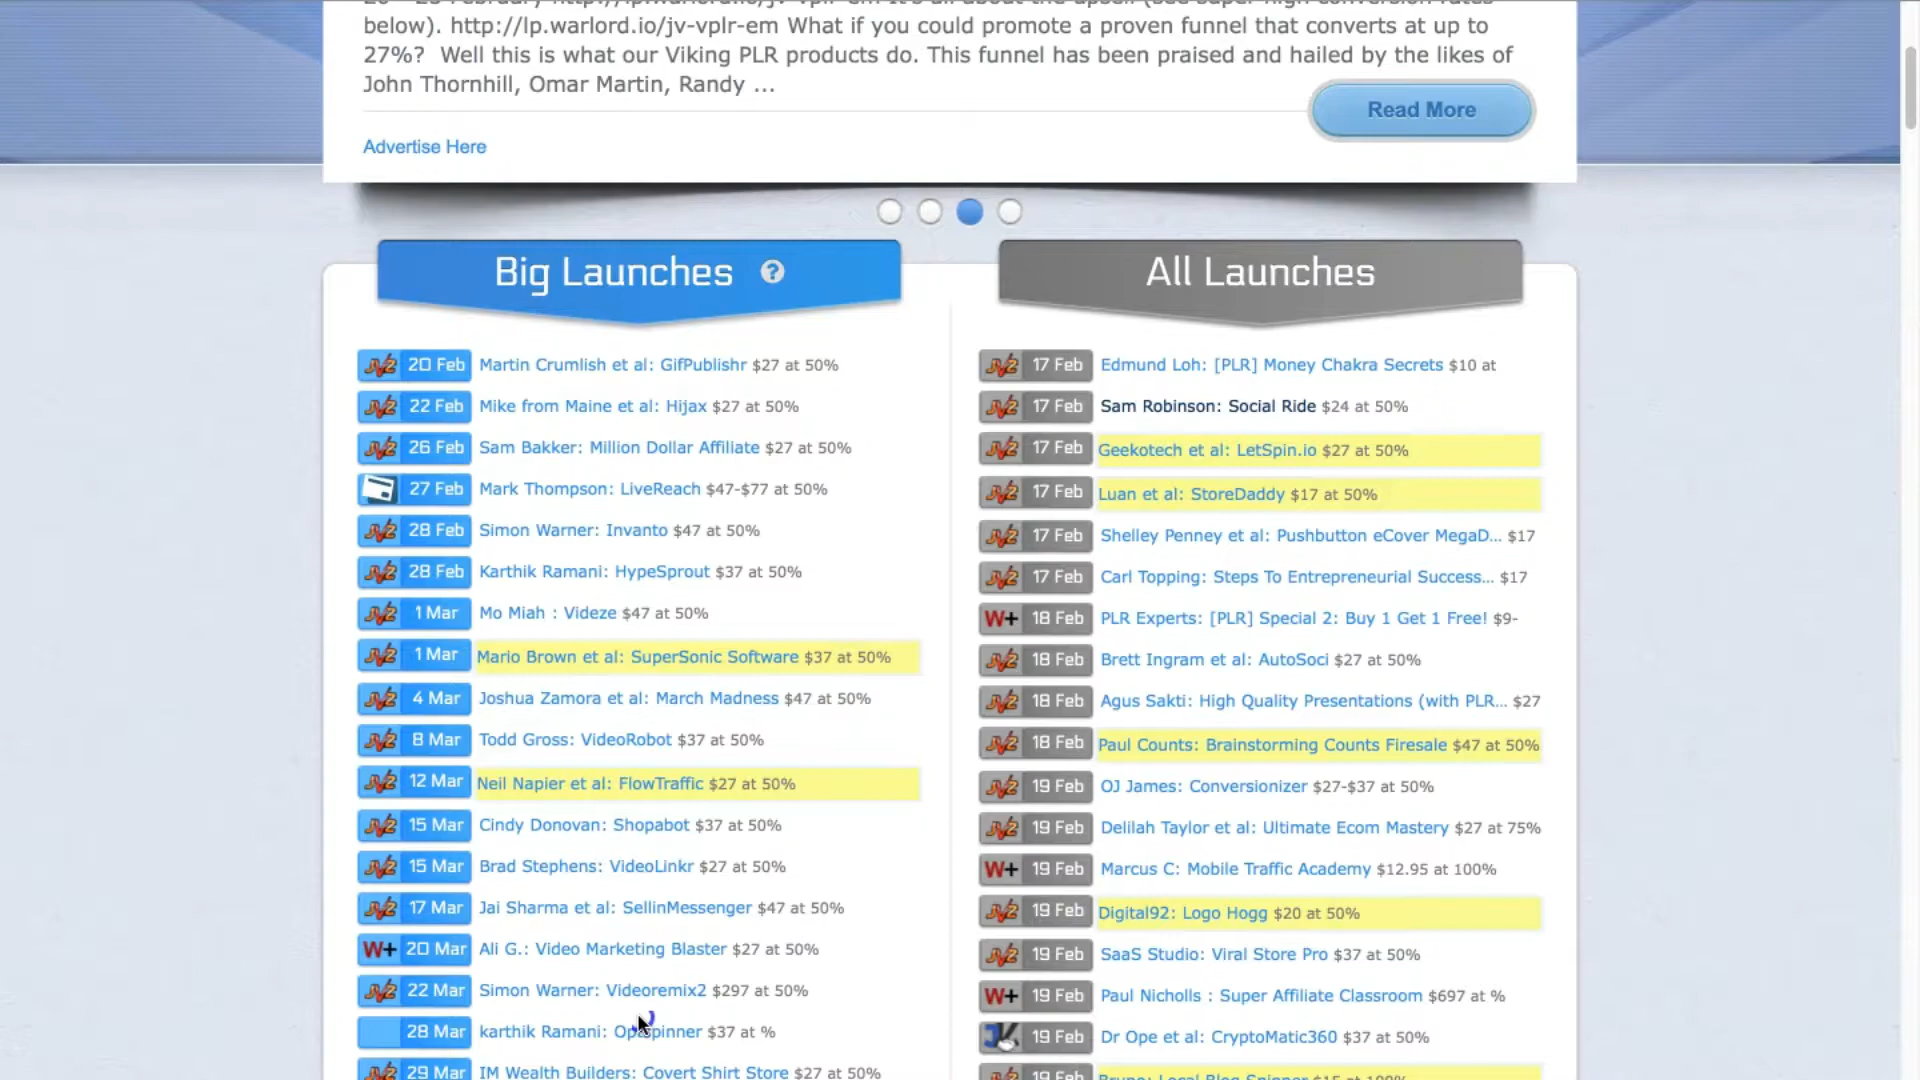 below). http://lp.warlord.io/jv-vplr-em What if you could promote a proven funnel that converts at up to
27%?  Well this is what our Viking PLR products do. This funnel has been praised and hailed by the likes of
John Thornhill, Omar Martin, Randy ...
Read More
Advertise Here
Big Launches ?
20 Feb Martin Crumlish et al: GifPublishr $27 at 50%
22 Feb Mike from Maine et al: Hijax $27 at 50%
26 Feb Sam Bakker: Million Dollar Affiliate $27 at 50%
27 Feb Mark Thompson: LiveReach $47-$77 at 50%
28 Feb Simon Warner: Invanto $47 at 50%
28 Feb Karthik Ramani: HypeSprout $37 at 50%
1 Mar Mo Miah : Videze $47 at 50%
1 Mar Mario Brown et al: SuperSonic Software $37 at 50%
4 Mar Joshua Zamora et al: March Madness $47 at 50%
8 Mar Todd Gross: VideoRobot $37 at 50%
12 Mar Neil Napier et al: FlowTraffic $27 at 50%
15 Mar Cindy Donovan: Shopabot $37 at 50%
15 Mar Brad Stephens: VideoLinkr $27 at 50%
17 Mar Jai Sharma et al: SellinMessenger $47 at 50%
W+ 20 Mar Ali G.: Video Marketing Blaster $27 at 50%
22 Mar Simon Warner: Videoremix2 $297 at 50%
28 Mar karthik Ramani: $37 at %
29 Mar IM Wealth Builders: Covert Shirt Store $27 at 50%
All Launches
17 Feb Edmund Loh: [PLR] Money Chakra Secrets $10 at
17 Feb Sam Robinson: Social Ride $24 at 50%
17 Feb Geekotech et al: LetSpin.io $27 at 50%
17 Feb Luan et al: StoreDaddy $17 at 50%
17 Feb Shelley Penney et al: Pushbutton eCover MegaD... $17
17 Feb Carl Topping: Steps To Entrepreneurial Success... $17
W+ 18 Feb PLR Experts: [PLR] Special 2: Buy 1 Get 1 Free! $9-
18 Feb Brett Ingram et al: AutoSoci $27 at 50%
18 Feb Agus Sakti: High Quality Presentations (with PLR... $27
18 Feb Paul Counts: Brainstorming Counts Firesale $47 at 50%
19 Feb OJ James: Conversionizer $27-$37 at 50%
19 Feb Delilah Taylor et al: Ultimate Ecom Mastery $27 at 75%
W+ 19 Feb Marcus C: Mobile Traffic Academy $12.95 at 100%
19 Feb Digital92: Logo Hogg $20 at 50%
19 Feb SaaS Studio: Viral Store Pro $37 at 50%
W+ 19 Feb Paul Nicholls : Super Affiliate Classroom $697 at %
19 Feb Dr Ope et al: CryptoMatic360 $37 at 50%